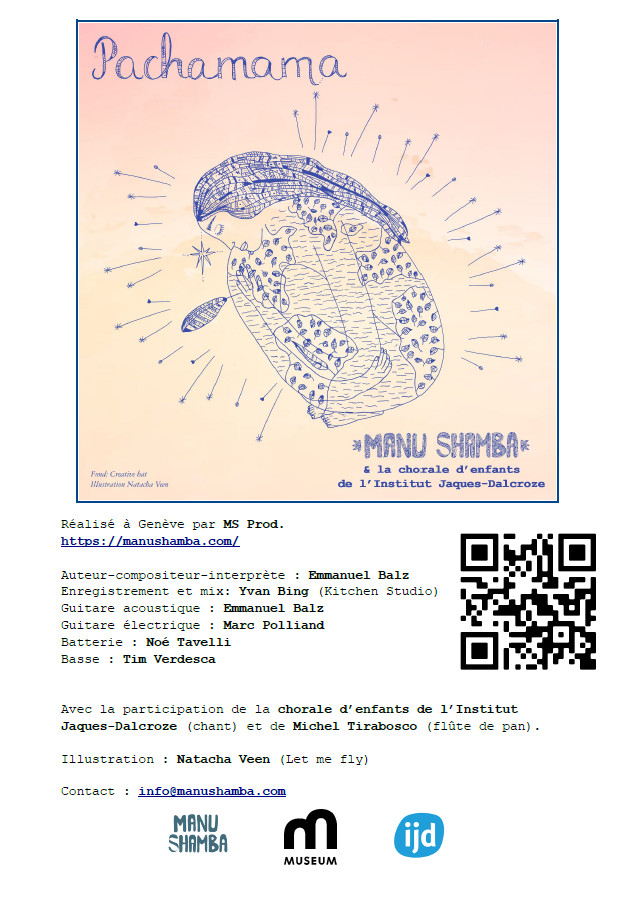 Pachamama
MANU SHAMBA
& la chorale d'enfants
de l'Institut Jaques-Dalcroze
Fond: Creative hat
Illustration Natacha Veen
Réalisé à Genève par MS Prod.
https://manushamba.com/
Auteur-compositeur-interprète : Emmanuel Balz
Enregistrement et mix: Yvan Bing (Kitchen Studio)
Guitare acoustique : Emmanuel Balz
Guitare électrique : Marc Polliand
Batterie : Noé Tavelli
Basse : Tim Verdesca
Avec la participation de la chorale d'enfants de l'Institut
Jaques-Dalcroze (chant) et de Michel Tirabosco (flûte de pan).
Illustration : Natacha Veen (Let me fly)
Contact : info@manushamba.com
MANU
SHAMBA
m
MUSEUM
ijd